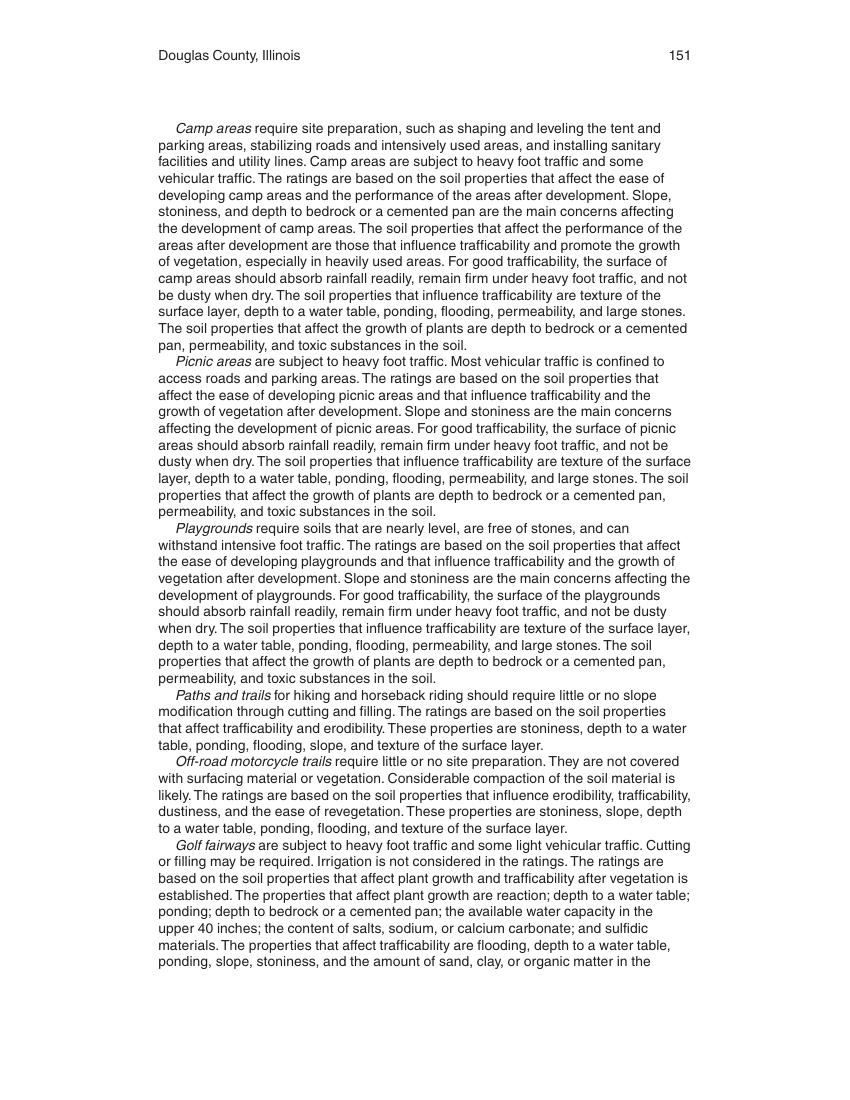 Douglas County, Illinois 151
Camp areas require site preparation, such as shaping and leveling the tent and
parking areas, stabilizing roads and intensively used areas, and installing sanitary
facilities and utility lines. Camp areas are subject to heavy foot traffic and some
vehicular traffic. The ratings are based on the soil properties that affect the ease of
developing camp areas and the performance of the areas after development. Slope,
stoniness, and depth to bedrock or a cemented pan are the main concerns affecting
the development of camp areas. The soil properties that affect the performance of the
areas after development are those that influence trafficability and promote the growth
of vegetation, especially in heavily used areas. For good trafficability, the surface of
camp areas should absorb rainfall readily, remain firm under heavy foot traffic, and not
be dusty when dry. The soil properties that influence trafficability are texture of the
surface layer, depth to a water table, ponding, flooding, permeability, and large stones.
The soil properties that affect the growth of plants are depth to bedrock or a cemented
pan, permeability, and toxic substances in the soil.
Picnic areas are subject to heavy foot traffic. Most vehicular traffic is confined to
access roads and parking areas. The ratings are based on the soil properties that
affect the ease of developing picnic areas and that influence trafficability and the
growth of vegetation after development. Slope and stoniness are the main concerns
affecting the development of picnic areas. For good trafficability, the surface of picnic
areas should absorb rainfall readily, remain firm under heavy foot traffic, and not be
dusty when dry. The soil properties that influence trafficability are texture of the surface
layer, depth to a water table, ponding, flooding, permeability, and large stones. The soil
properties that affect the growth of plants are depth to bedrock or a cemented pan,
permeability, and toxic substances in the soil.
Playgrounds require soils that are nearly level, are free of stones, and can
withstand intensive foot traffic. The ratings are based on the soil properties that affect
the ease of developing playgrounds and that influence trafficability and the growth of
vegetation after development. Slope and stoniness are the main concerns affecting the
development of playgrounds. For good trafficability, the surface of the playgrounds
should absorb rainfall readily, remain firm under heavy foot traffic, and not be dusty
when dry. The soil properties that influence trafficability are texture of the surface layer,
depth to a water table, ponding, flooding, permeability, and large stones. The soil
properties that affect the growth of plants are depth to bedrock or a cemented pan,
permeability, and toxic substances in the soil.
Paths and trails for hiking and horseback riding should require little or no slope
modification through cutting and filling. The ratings are based on the soil properties
that affect trafficability and erodibility. These properties are stoniness, depth to a water
table, ponding, flooding, slope, and texture of the surface layer.
Off-road motorcycle trails require little or no site preparation. They are not covered
with surfacing material or vegetation. Considerable compaction of the soil material is
likely. The ratings are based on the soil properties that influence erodibility, trafficability,
dustiness, and the ease of revegetation. These properties are stoniness, slope, depth
to a water table, ponding, flooding, and texture of the surface layer.
Golf fairways are subject to heavy foot traffic and some light vehicular traffic. Cutting
or filling may be required. Irrigation is not considered in the ratings. The ratings are
based on the soil properties that affect plant growth and trafficability after vegetation is
established. The properties that affect plant growth are reaction; depth to a water table;
ponding; depth to bedrock or a cemented pan; the available water capacity in the
upper 40 inches; the content of salts, sodium, or calcium carbonate; and sulfidic
materials. The properties that affect trafficability are flooding, depth to a water table,
ponding, slope, stoniness, and the amount of sand, clay, or organic matter in the